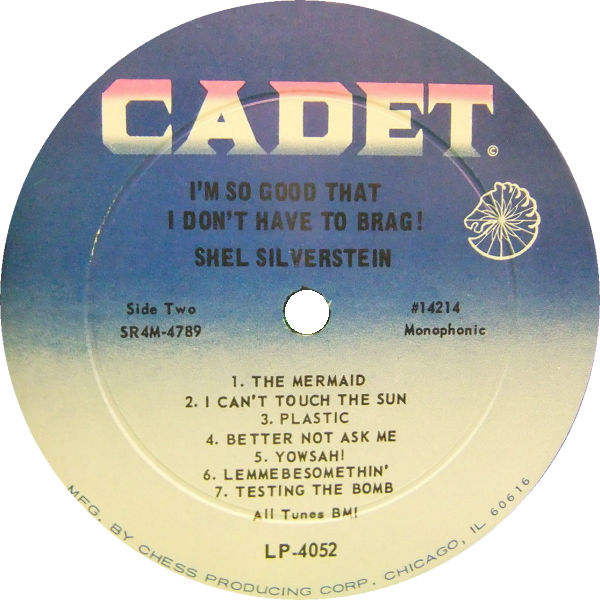 CADET ©
I'M SO GOOD THAT
I DON'T HAVE TO BRAG!
SHEL SILVERSTEIN
Side Two
SR4M-4789
#14214
Monophonic
1. THE MERMAID
2. I CAN'T TOUCH THE SUN
3. PLASTIC
4. BETTER NOT ASK ME
5. YOWSAH!
6. LEMMEBESOMETHIN'
7. TESTING THE BOMB
All Tunes BMI
LP-4052
MFG. BY CHESS PRODUCING CORP. CHICAGO, IL 60616